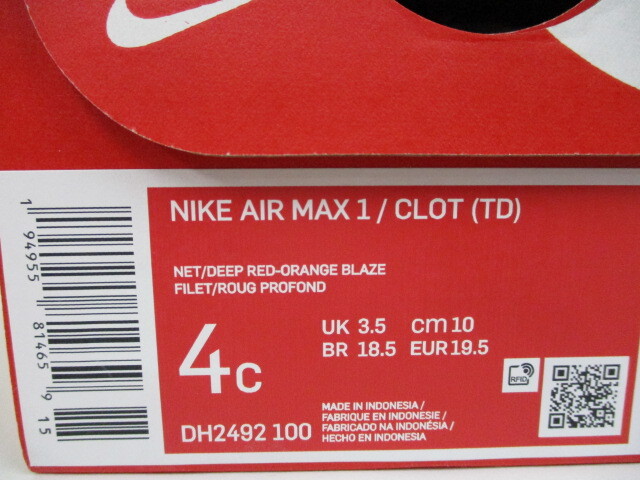 NIKE AIR MAX 1 / CLOT (TD)
NET/DEEP RED-ORANGE BLAZE
FILET/ROUG PROFOND
4C
UK 3.5 cm 10
BR 18.5 EUR 19.5
RFID
DH2492 100
MADE IN INDONESIA /
FABRIQUE EN INDONESIE /
FABRICADO NA INDONÉSIA /
HECHO EN INDONESIA
1 94955 81465 9 15